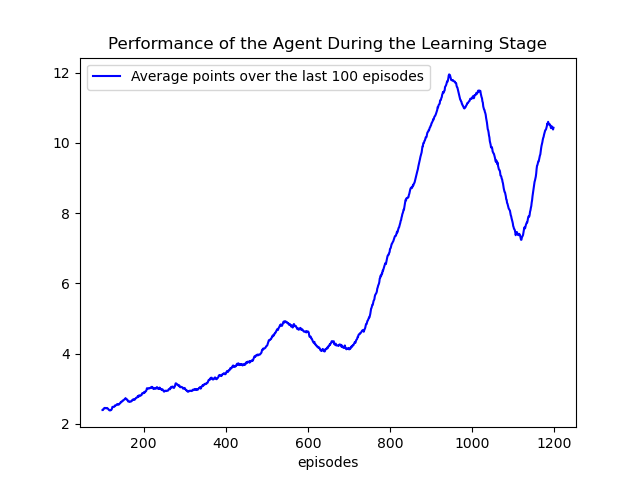 Performance of the Agent During the Learning Stage
Average points over the last 100 episodes
12
10
8
6
4
2
200 400 600 800 1000 1200
episodes